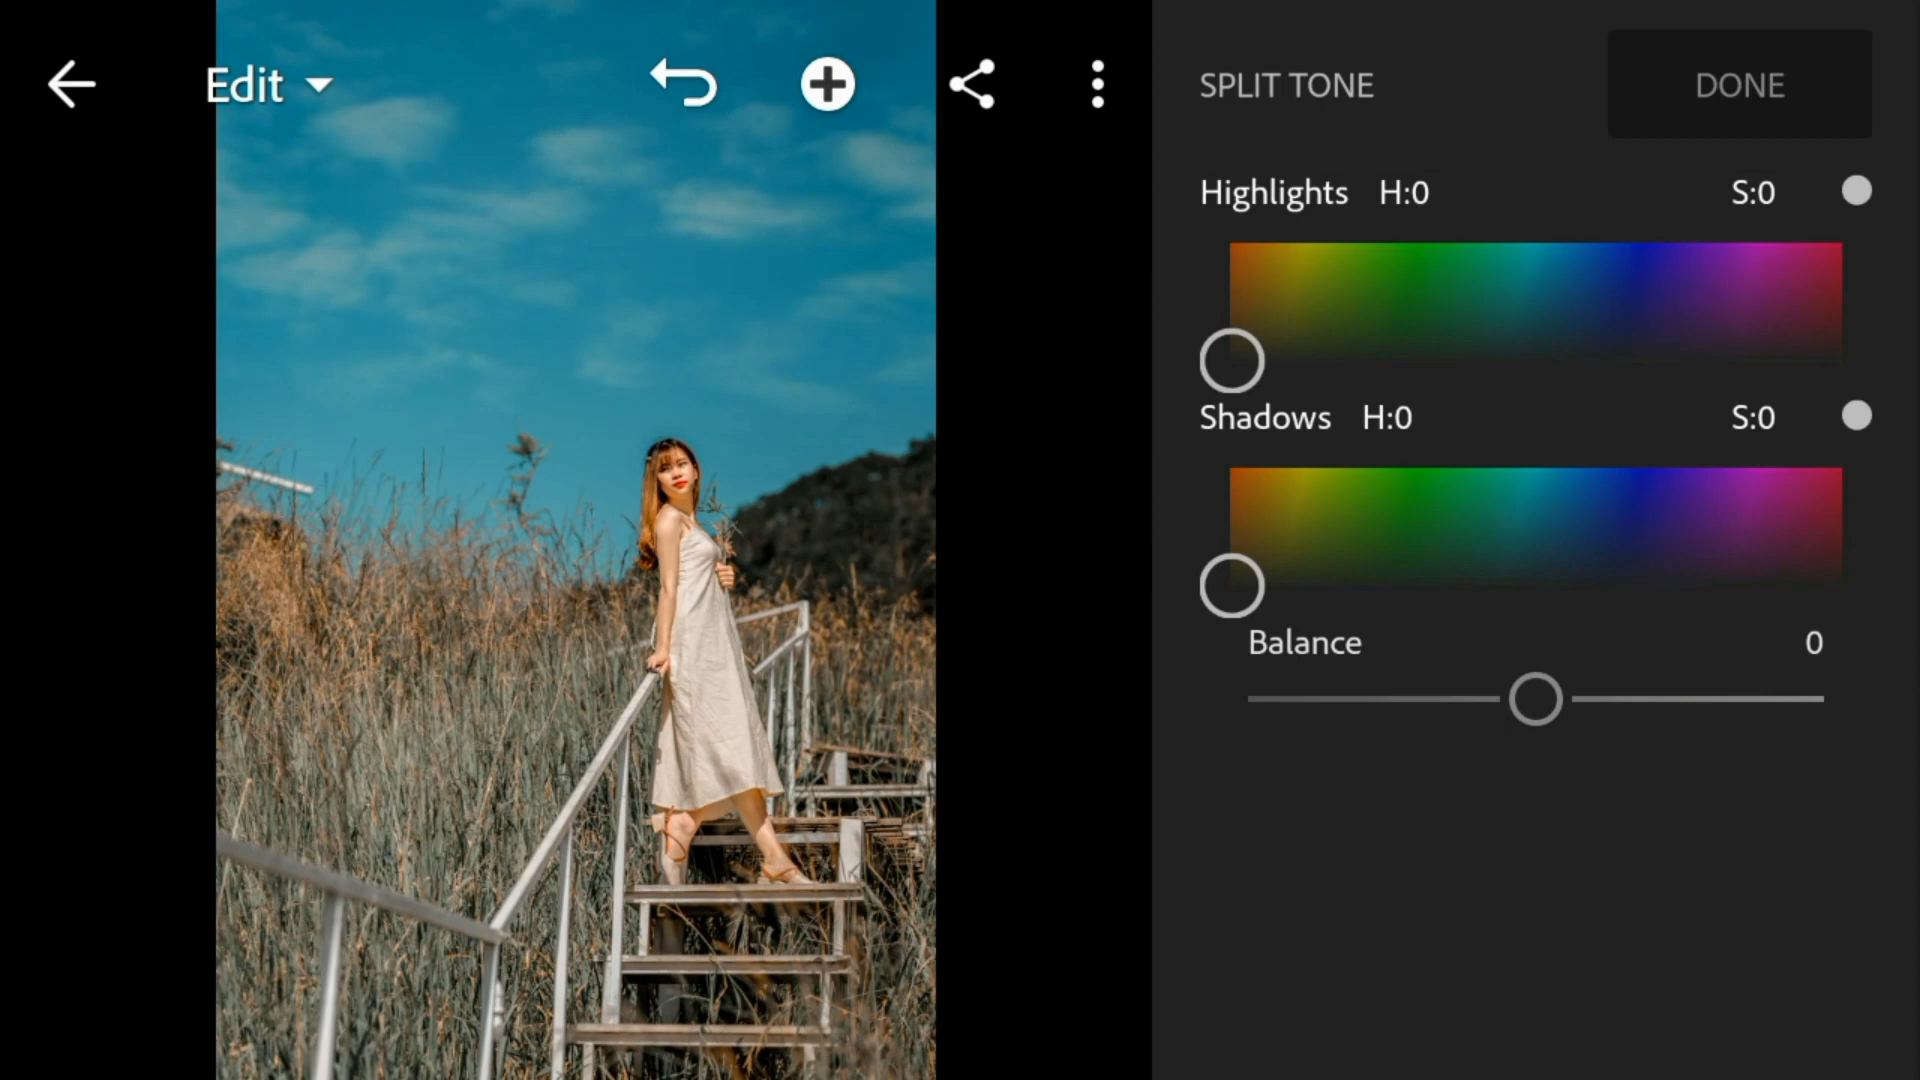 Edit
SPLIT TONE DONE
Highlights H:0 S:0
Shadows H:0 S:0
Balance 0